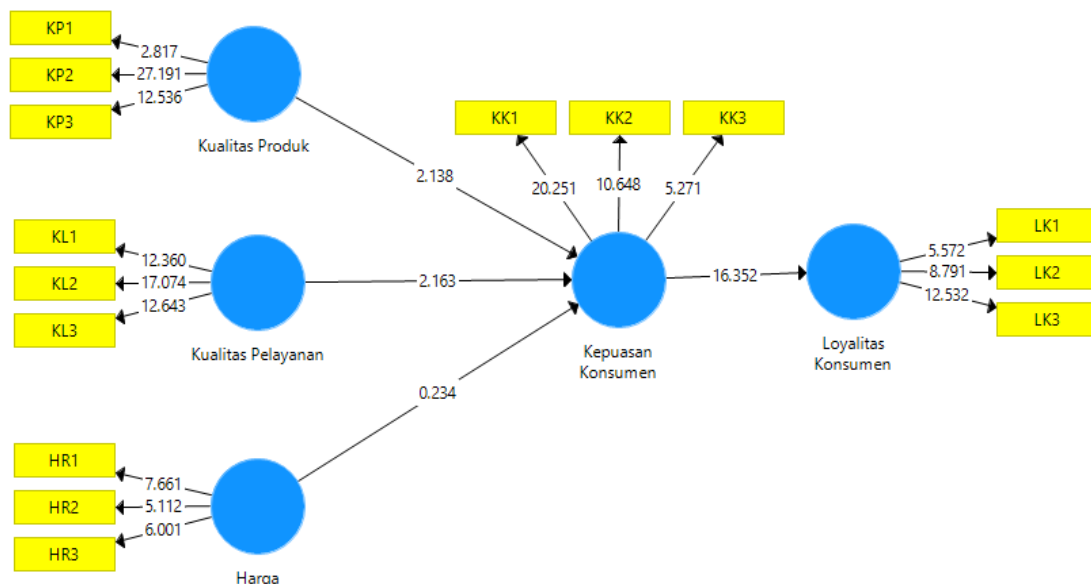 KP1
2.817
KP2
27.191
KP3
12.536
Kualitas Produk
2.138
KK1
KK2
KK3
20.251
10.648
5.271
KL1
12.360
KL2
17.074
KL3
12.643
Kualitas Pelayanan
2.163
Kepuasan
Konsumen
16.352
Loyalitas
Konsumen
LK1
5.572
LK2
8.791
LK3
12.532
0.234
HR1
7.661
HR2
5.112
HR3
6.001
Harga